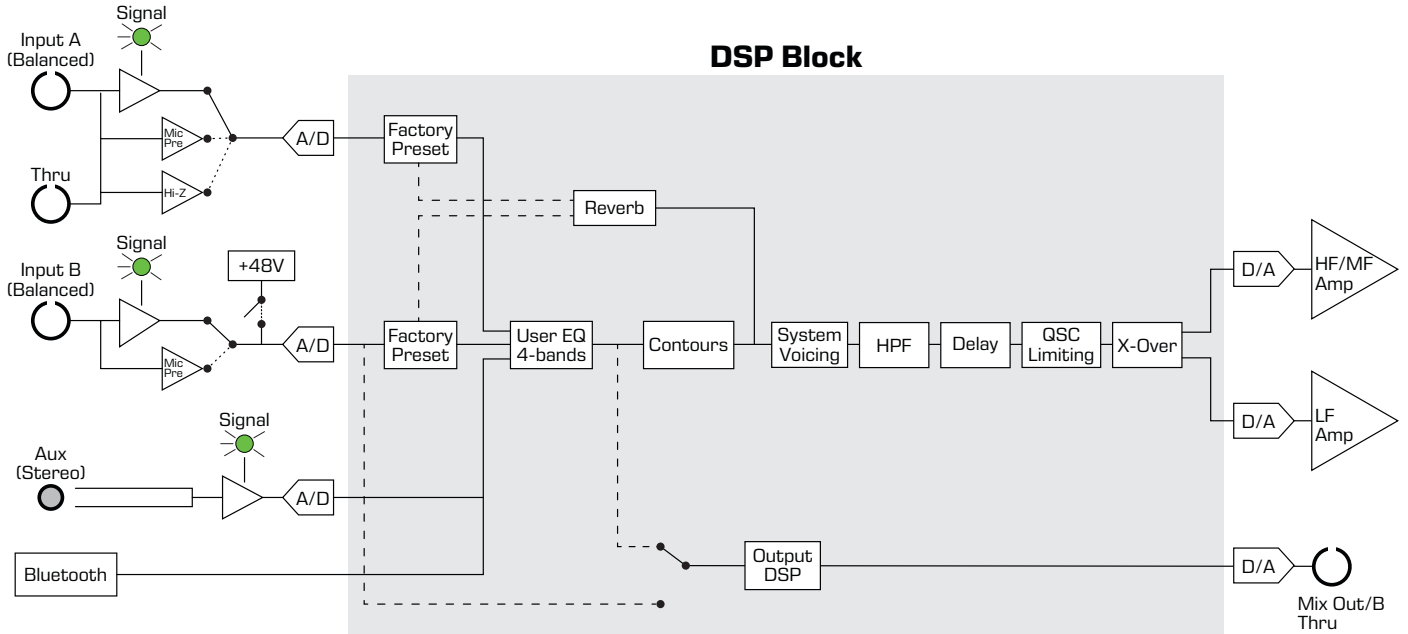 DSP Block
Signal
Input A
(Balanced)
Mic
Pre
Hi-Z
Thru
A/D
Factory
Preset
Reverb
Signal
Input B
(Balanced)
Mic
Pre
+48V
A/D
Factory
Preset
User EQ
4-bands
Contours
System
Voicing
HPF
Delay
QSC
Limiting
X-Over
D/A
HF/MF
Amp
D/A
LF
Amp
Signal
Aux
(Stereo)
A/D
Bluetooth
Output
DSP
D/A
Mix Out/B
Thru